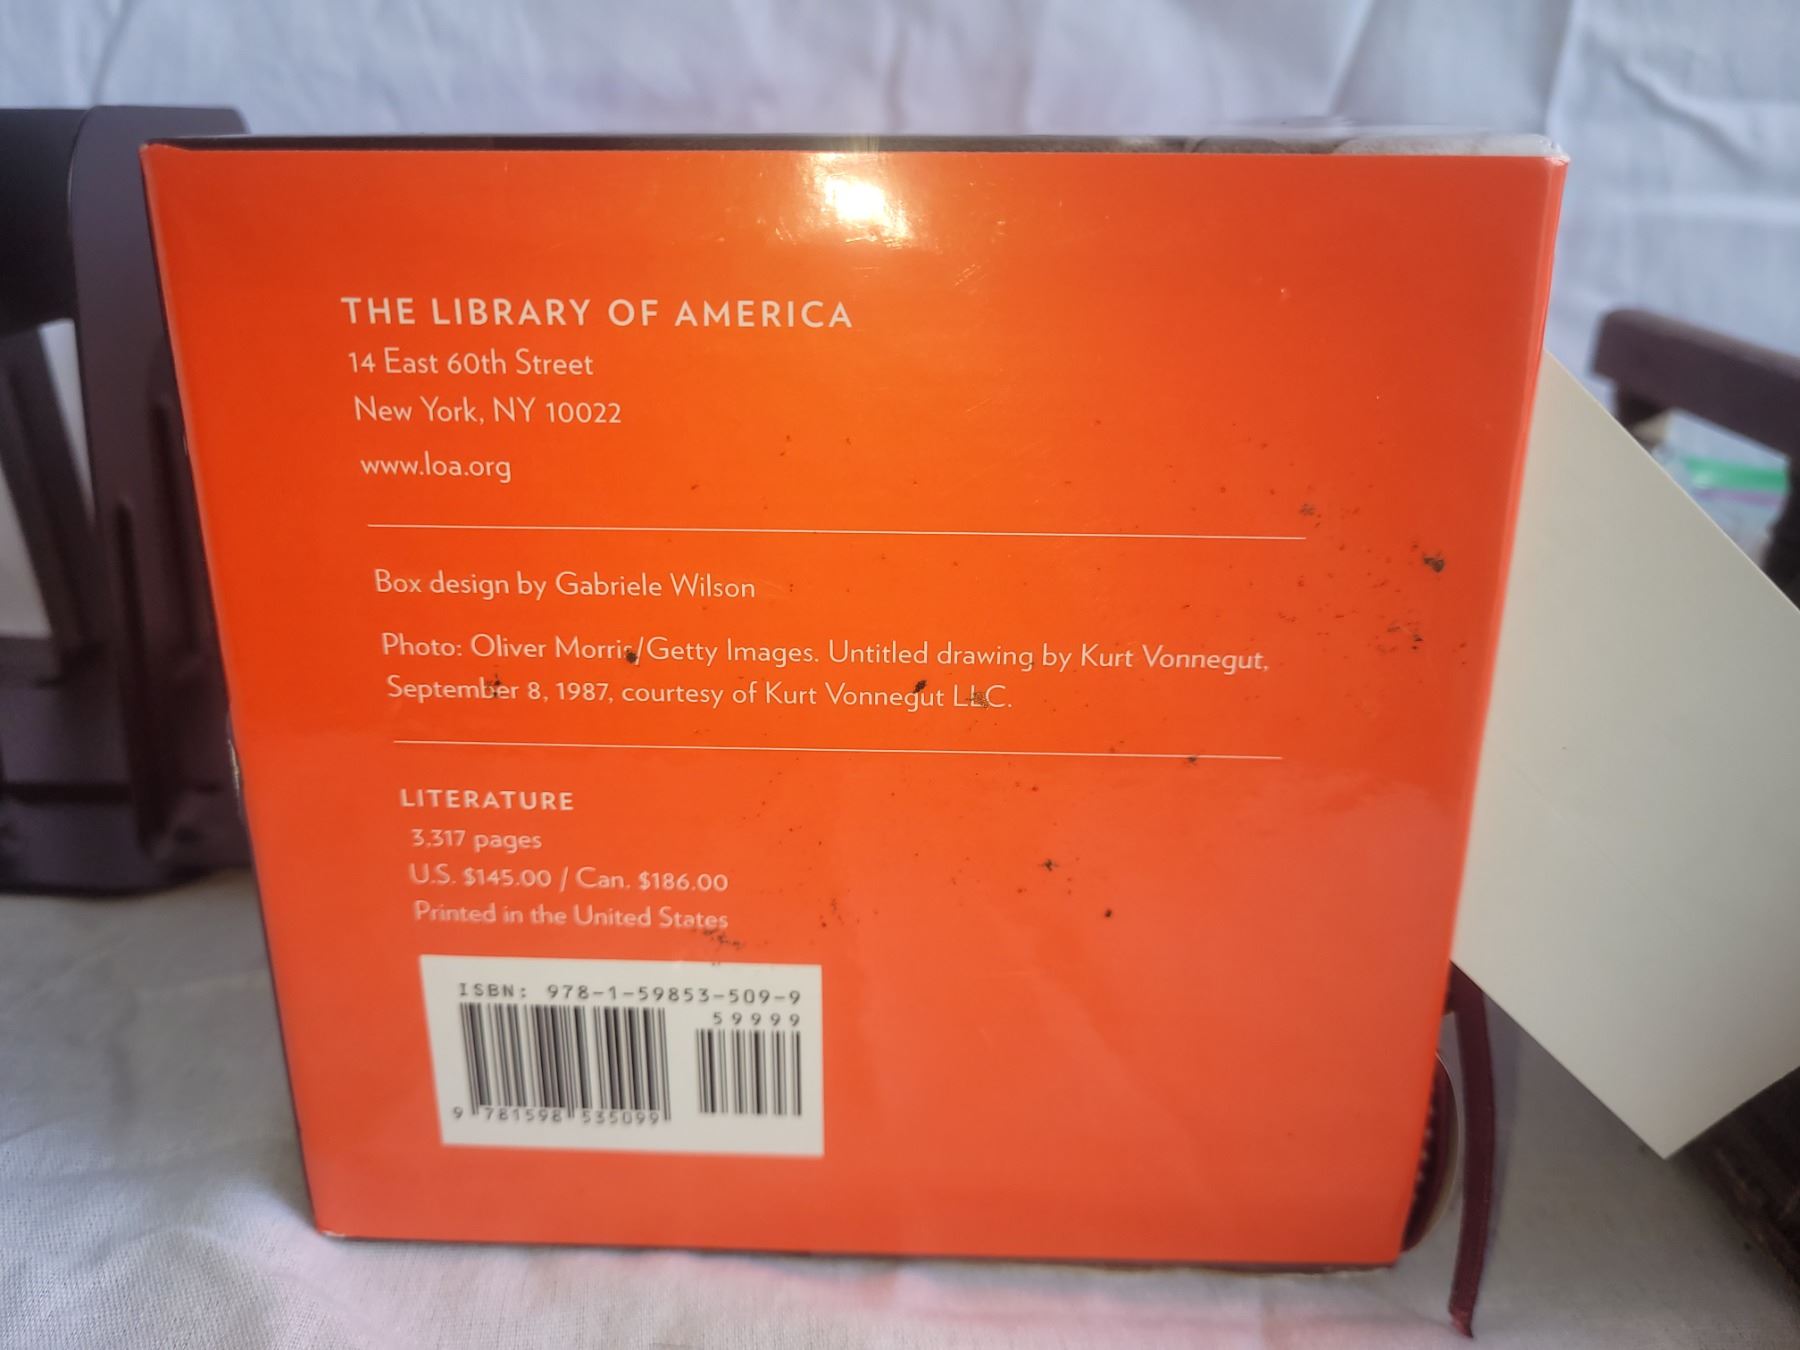 THE LIBRARY OF AMERICA
14 East 60th Street
New York, NY 10022
www.loa.org
Box design by Gabriele Wilson
Photo: Oliver Morris/Getty Images. Untitled drawing by Kurt Vonnegut,
September 8, 1987, courtesy of Kurt Vonnegut LLC.
LITERATURE
3,317 pages
U.S. $145.00 / Can. $186.00
Printed in the United States
ISBN: 978-1-59853-509-9
59999
9 781598 535099